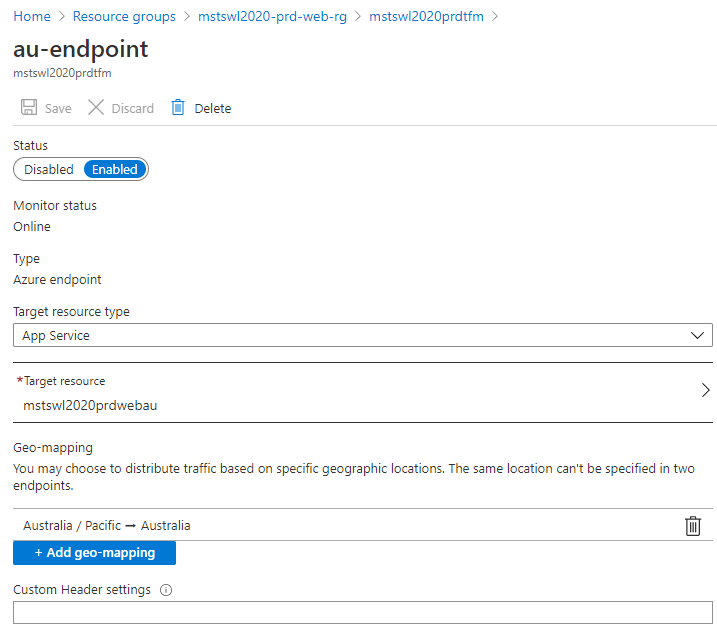 Home > Resource groups > mstswl2020-prd-web-rg > mstswl2020prdtfm >
au-endpoint
mstswl2020prdtfm
Save Discard Delete
Status
Disabled Enabled
Monitor status
Online
Type
Azure endpoint
Target resource type
App Service
*Target resource
mstswl2020prdwebau
Geo-mapping
You may choose to distribute traffic based on specific geographic locations. The same location can't be specified in two
endpoints.
Australia / Pacific → Australia
+ Add geo-mapping
Custom Header settings